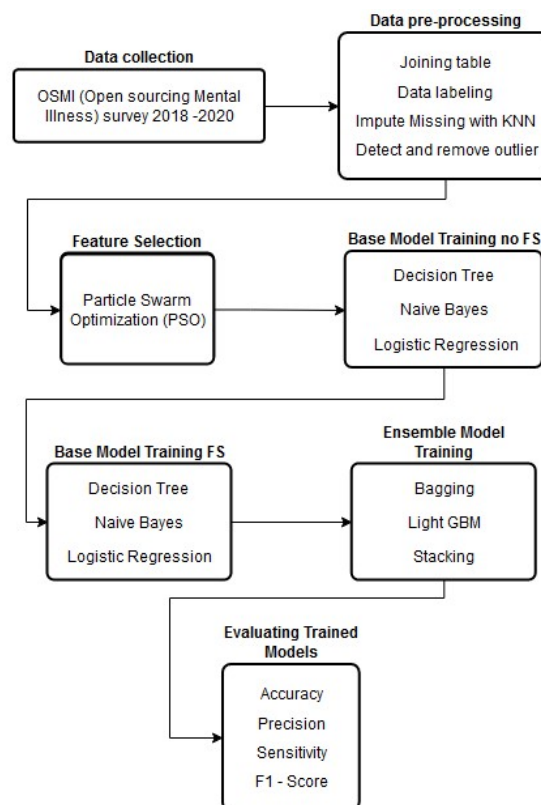 Data collection
OSMI (Open sourcing Mental
Illness) survey 2018 -2020
Data pre-processing
Joining table
Data labeling
Impute Missing with KNN
Detect and remove outlier
Feature Selection
Particle Swarm
Optimization (PSO)
Base Model Training no FS
Decision Tree
Naive Bayes
Logistic Regression
Base Model Training FS
Decision Tree
Naive Bayes
Logistic Regression
Ensemble Model
Training
Bagging
Light GBM
Stacking
Evaluating Trained
Models
Accuracy
Precision
Sensitivity
F1 - Score